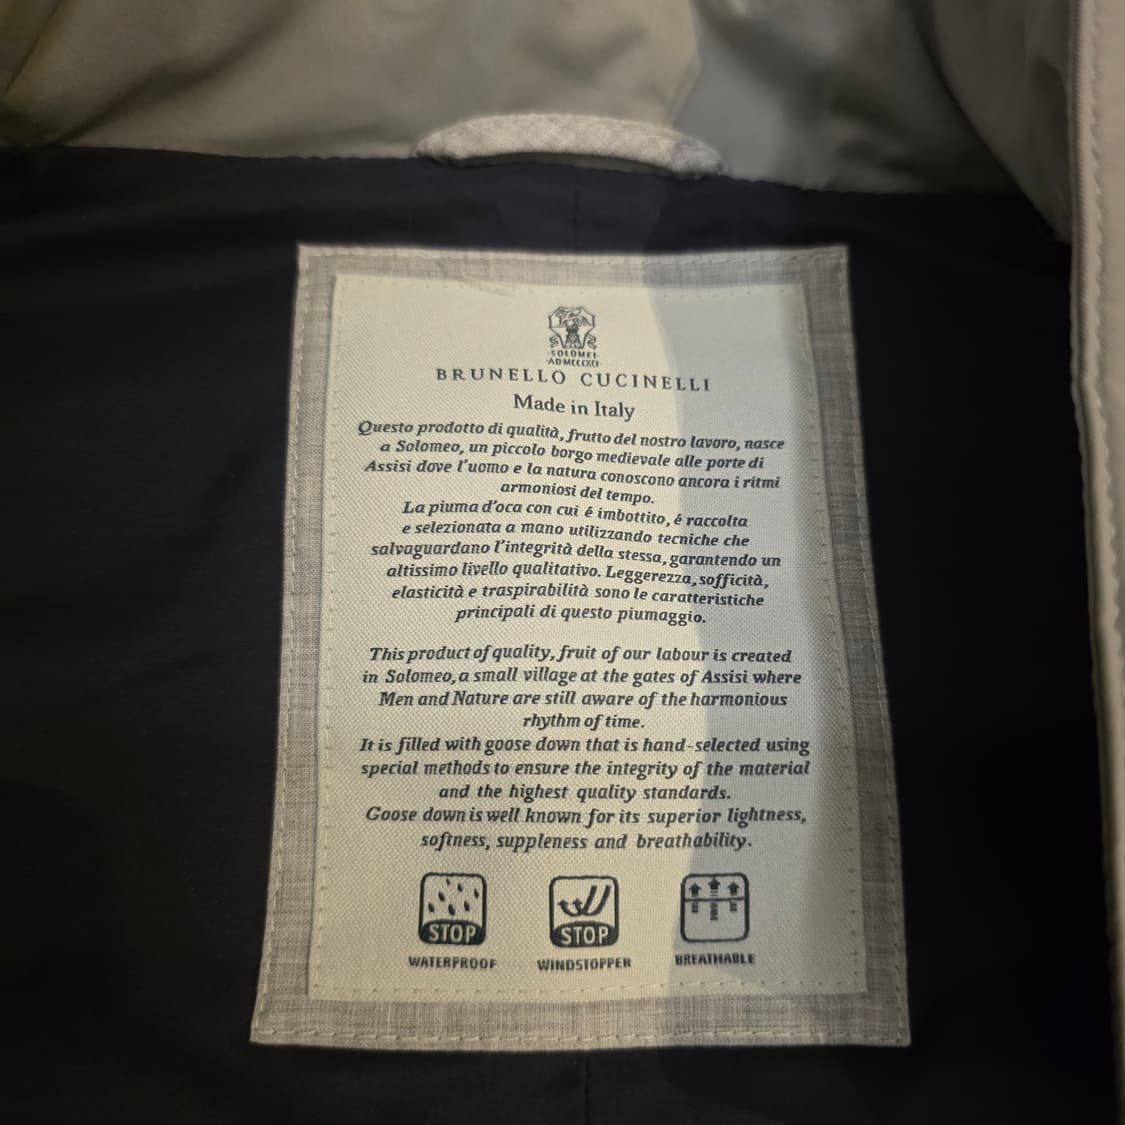 ·SOLOMEI·
BRUNELLO CUCINELLI
Made in Italy
Questo prodotto di qualità, frutto del nostro lavoro, nasce
a Solomeo, un piccolo borgo medievale alle porte di
Assisi dove l'uomo e la natura conoscono ancora i ritmi
armoniosi del tempo.
La piuma d'oca con cui é imbottito, é raccolta
e selezionata a mano utilizzando tecniche che
salvaguardano l'integrità della stessa, garantendo un
altissimo livello qualitativo. Leggerezza, sofficità,
elasticità e traspirabilità sono le caratteristiche
principali di questo piumaggio.
This product of quality, fruit of our labour is created
in Solomeo, a small village at the gates of Assisi where
Men and Nature are still aware of the harmonious
rhythm of time.
It is filled with goose down that is hand-selected using
special methods to ensure the integrity of the material
and the highest quality standards.
Goose down is well known for its superior lightness,
softness, suppleness and breathability.
STOP STOP
WATERPROOF WINDSTOPPER BREATHABLE